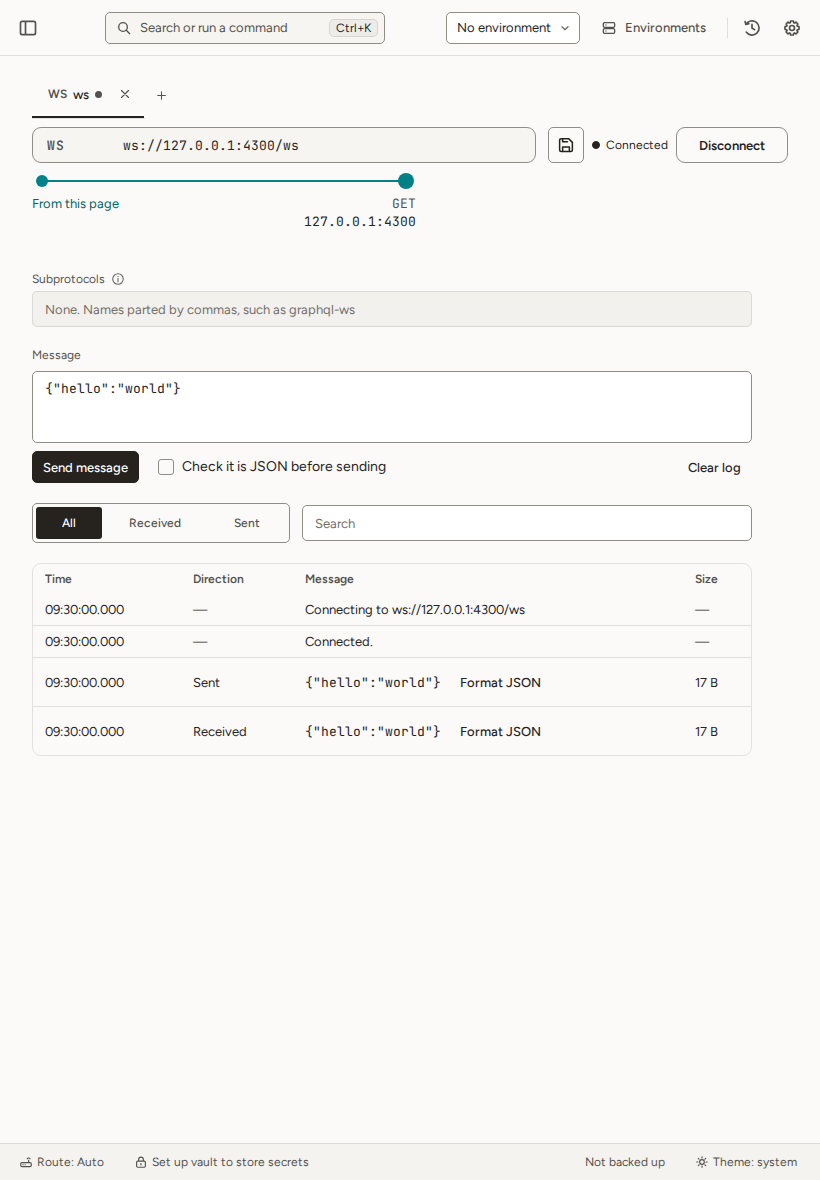 Search or run a command Ctrl+K No environment Environments
WS ws
WS ws://127.0.0.1:4300/ws Connected Disconnect
From this page GET
127.0.0.1:4300
Subprotocols
None. Names parted by commas, such as graphql-ws
Message
{"hello":"world"}
Send message Check it is JSON before sending Clear log
All Received Sent Search
Time Direction Message Size
09:30:00.000 — Connecting to ws://127.0.0.1:4300/ws —
09:30:00.000 — Connected. —
09:30:00.000 Sent {"hello":"world"} Format JSON 17 B
09:30:00.000 Received {"hello":"world"} Format JSON 17 B
Route: Auto Set up vault to store secrets Not backed up Theme: system